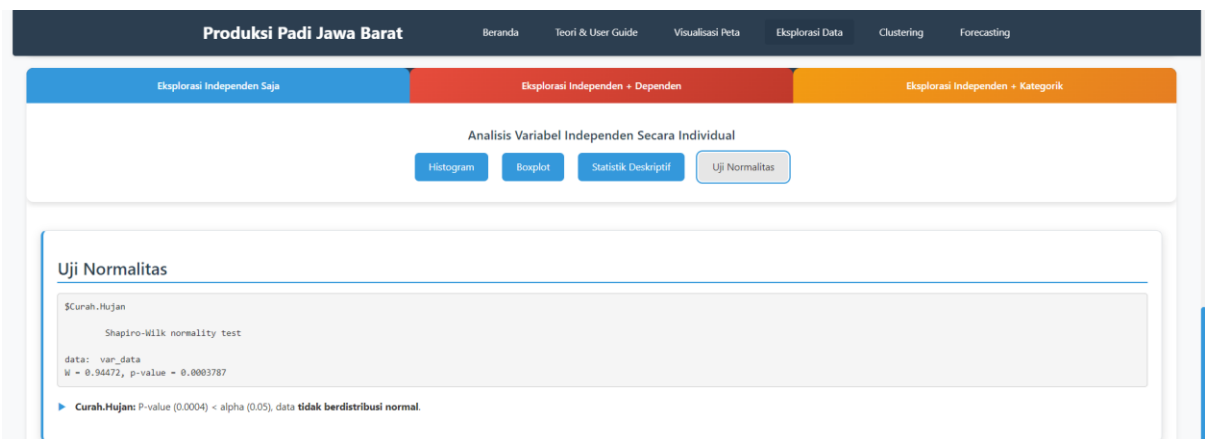 Produksi Padi Jawa Barat
Beranda
Teori & User Guide
Visualisasi Peta
Eksplorasi Data
Clustering
Forecasting
Eksplorasi Independen Saja
Eksplorasi Independen + Dependen
Eksplorasi Independen + Kategorik
Analisis Variabel Independen Secara Individual
Histogram
Boxplot
Statistik Deskriptif
Uji Normalitas
Uji Normalitas
$Curah.Hujan
Shapiro-Wilk normality test
data: var_data
W = 0.94472, p-value = 0.0003787
Curah.Hujan: P-value (0.0004) < alpha (0.05), data tidak berdistribusi normal.